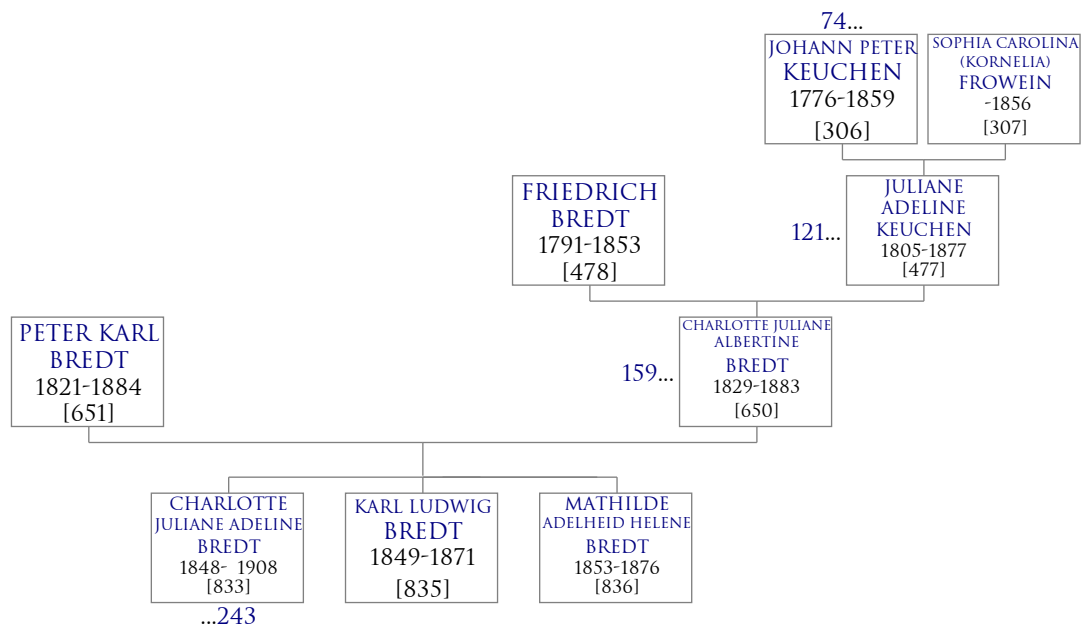 74...
JOHANN PETER
KEUCHEN
1776-1859
[306]
SOPHIA CAROLINA
(KORNELIA)
FROWEIN
-1856
[307]
FRIEDRICH
BREDT
1791-1853
[478]
121...
JULIANE
ADELINE
KEUCHEN
1805-1877
[477]
PETER KARL
BREDT
1821-1884
[651]
159...
CHARLOTTE JULIANE
ALBERTINE
BREDT
1829-1883
[650]
CHARLOTTE
JULIANE ADELINE
BREDT
1848- 1908
[833]
...243
KARL LUDWIG
BREDT
1849-1871
[835]
MATHILDE
ADELHEID HELENE
BREDT
1853-1876
[836]